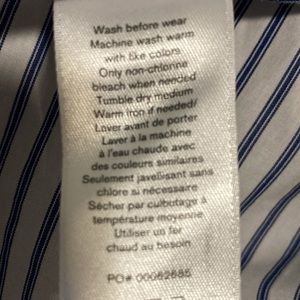 Wash before wear
Machine wash warm
with like colors
Only non-chlorine
bleach when needed
Tumble dry medium
Warm iron if needed/
Laver avant de porter
Laver à la machine
à l'eau chaude avec
des couleurs similaires
Seulement javellisant sans
chlore si nécessaire
Sécher par culbutage à
température moyenne
Utiliser un fer
chaud au besoin
PO# 00062685